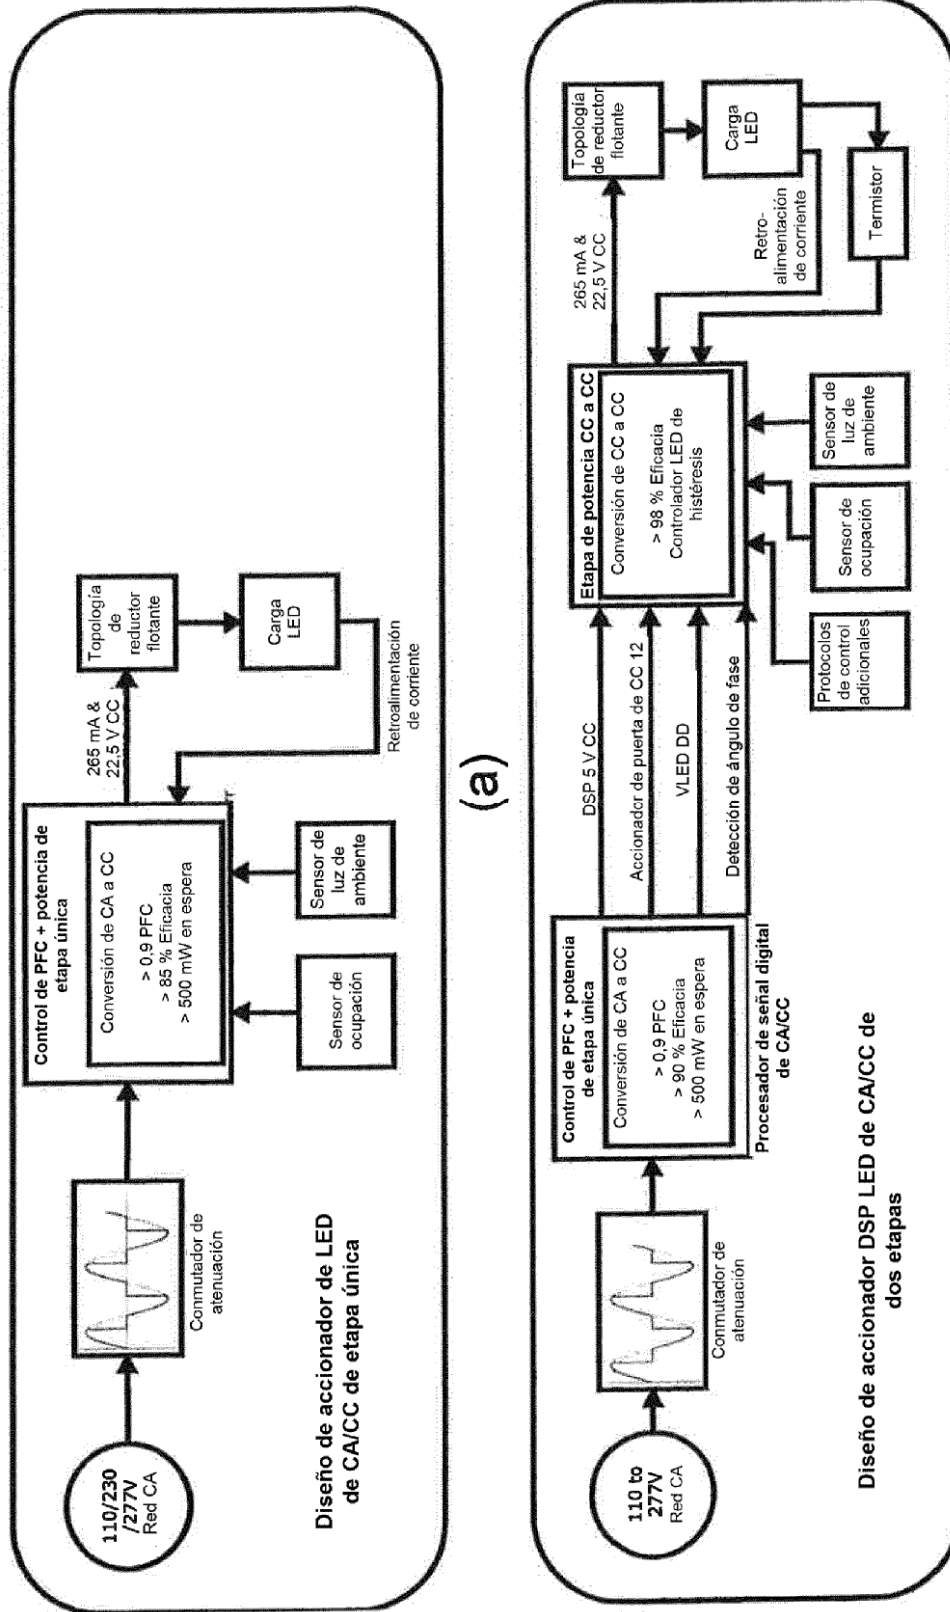 110/230
/277V
Red CA
Conmutador de
atenuación
Diseño de accionador de LED
de CA/CC de etapa única
Control de PFC + potencia de
etapa única
Conversión de CA a CC
> 0,9 PFC
> 85 % Eficacia
> 500 mW en espera
Sensor de
ocupación
Sensor de
luz de
ambiente
265 mA &
22,5 V CC
Topología
de
reductor
flotante
Carga
LED
Retroalimentación
de corriente
(a)
110 to
277V
Red CA
Conmutador de
atenuación
Diseño de accionador DSP LED de CA/CC de
dos etapas
Control de PFC + potencia
de etapa única
Conversión de CA a CC
> 0,9 PFC
> 90 % Eficacia
> 500 mW en espera
Procesador de señal digital
de CA/CC
DSP 5 V CC
Accionador de puerta de CC 12
VLED DD
Detección de ángulo de fase
Etapa de potencia CC a CC
Conversión de CC a CC
> 98 % Eficacia
Controlador LED de
histéresis
Protocolos
de control
adicionales
Sensor de
ocupación
Sensor de
luz de
ambiente
265 mA &
22,5 V CC
Topología
de reductor
flotante
Carga
LED
Retro-
alimentación
de corriente
Termistor